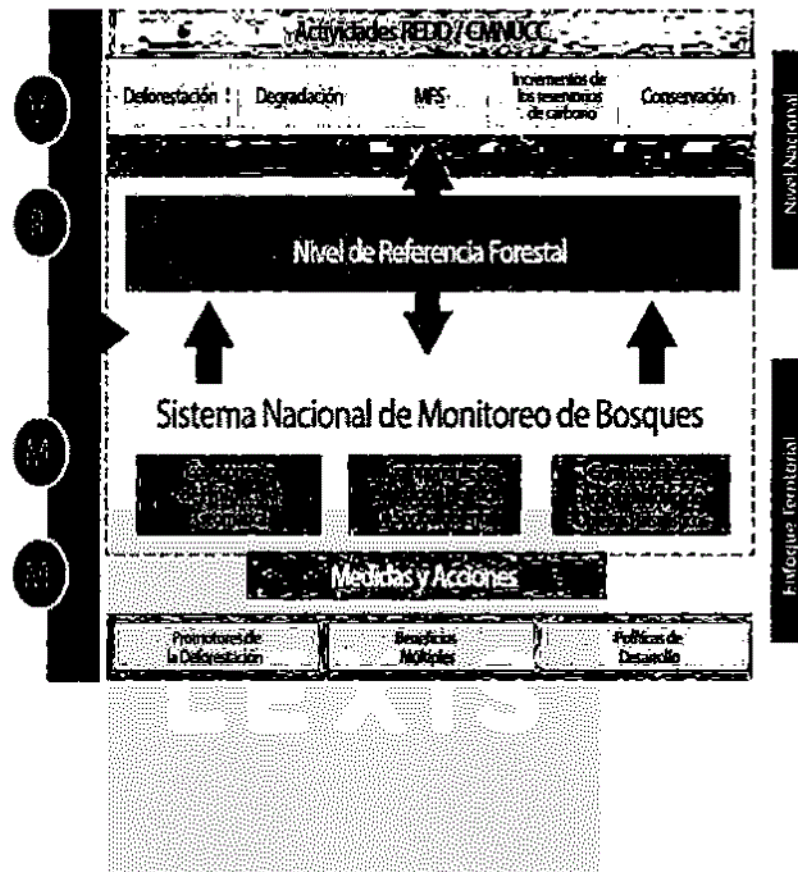 Actividades REDD / CMNUCC
Deforestación
Degradación
MFS
Incrementos de
los reservorios
de carbono
Conservación
Nivel de Referencia Forestal
Sistema Nacional de Monitoreo de Bosques
Medidas y Acciones
Promotores de
la Deforestación
Beneficios
Múltiples
Políticas de
Desarrollo
V
R
M
M
Nivel Nacional
Enfoque Territorial
LEXIS